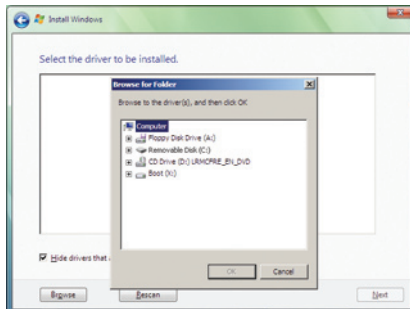 Install Windows
Select the driver to be installed.
Browse for Folder
Browse to the driver(s), and then click OK
Computer
Floppy Disk Drive (A:)
Removable Disk (C:)
CD Drive (D:) LRMCFRE_EN_DVD
Boot (X:)
Hide drivers that
OK
Cancel
Browse
Rescan
Next